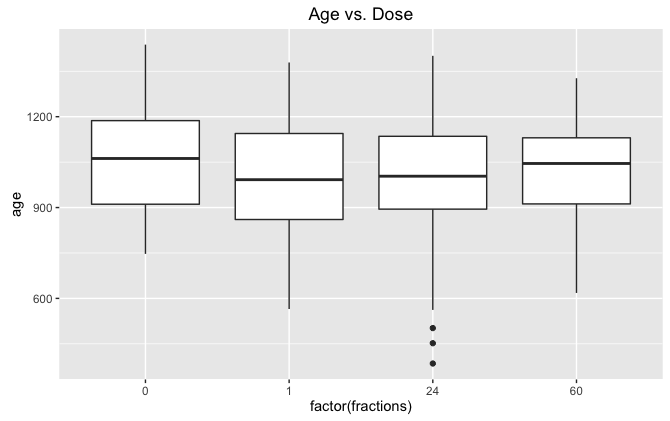 Age vs. Dose
1200
900
600
age
0 1 24 60
factor(fractions)